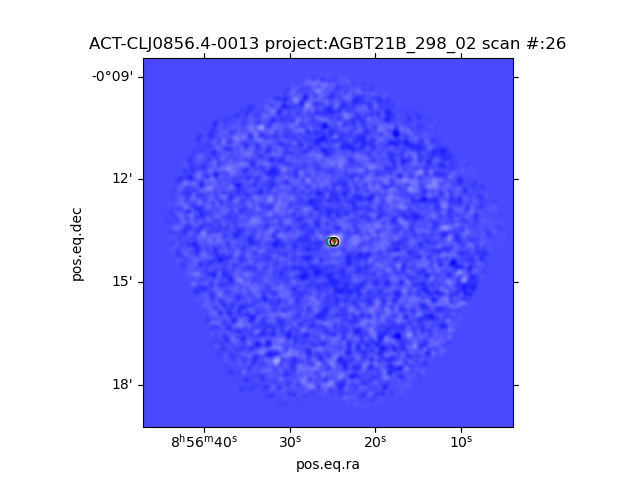 ACT-CLJ0856.4-0013 project:AGBT21B_298_02 scan #:26
-0°09'
12'
15'
18'
pos.eq.dec
8ʰ56ᵐ40ˢ 30ˢ 20ˢ 10ˢ
pos.eq.ra